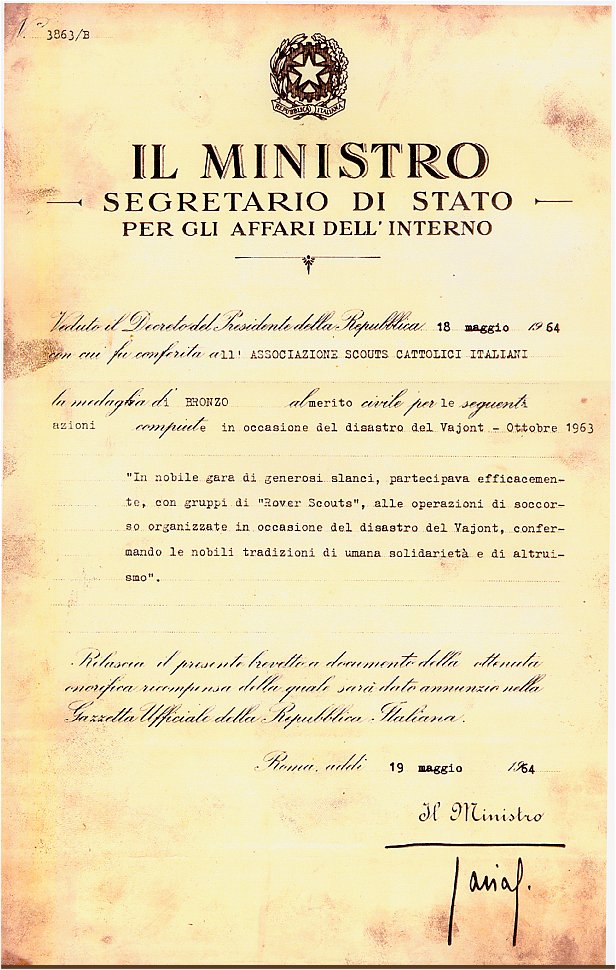 3863/B
REPVBBLICA ITALIANA
IL MINISTRO
SEGRETARIO DI STATO
PER GLI AFFARI DELL'INTERNO
Veduto il Decreto del Presidente della Repubblica 18 maggio 1964
con cui fu conferita all' ASSOCIAZIONE SCOUTS CATTOLICI ITALIANI
la medaglia di BRONZO al merito civile per le seguenti
azioni compiute in occasione del disastro del Vajont - Ottobre 1963
"In nobile gara di generosi slanci, partecipava efficacemen-
te, con gruppi di "Rover Scouts", alle operazioni di soccor-
so organizzate in occasione del disastro del Vajont, confer-
mando le nobili tradizioni di umana solidarietà e di altrui-
smo".
Rilascia il presente brevetto a documento della ottenuta
onorifica ricompensa della quale sarà dato annunzio nella
Gazzetta Ufficiale della Repubblica Italiana.
Roma, addì 19 maggio 1964
Il Ministro